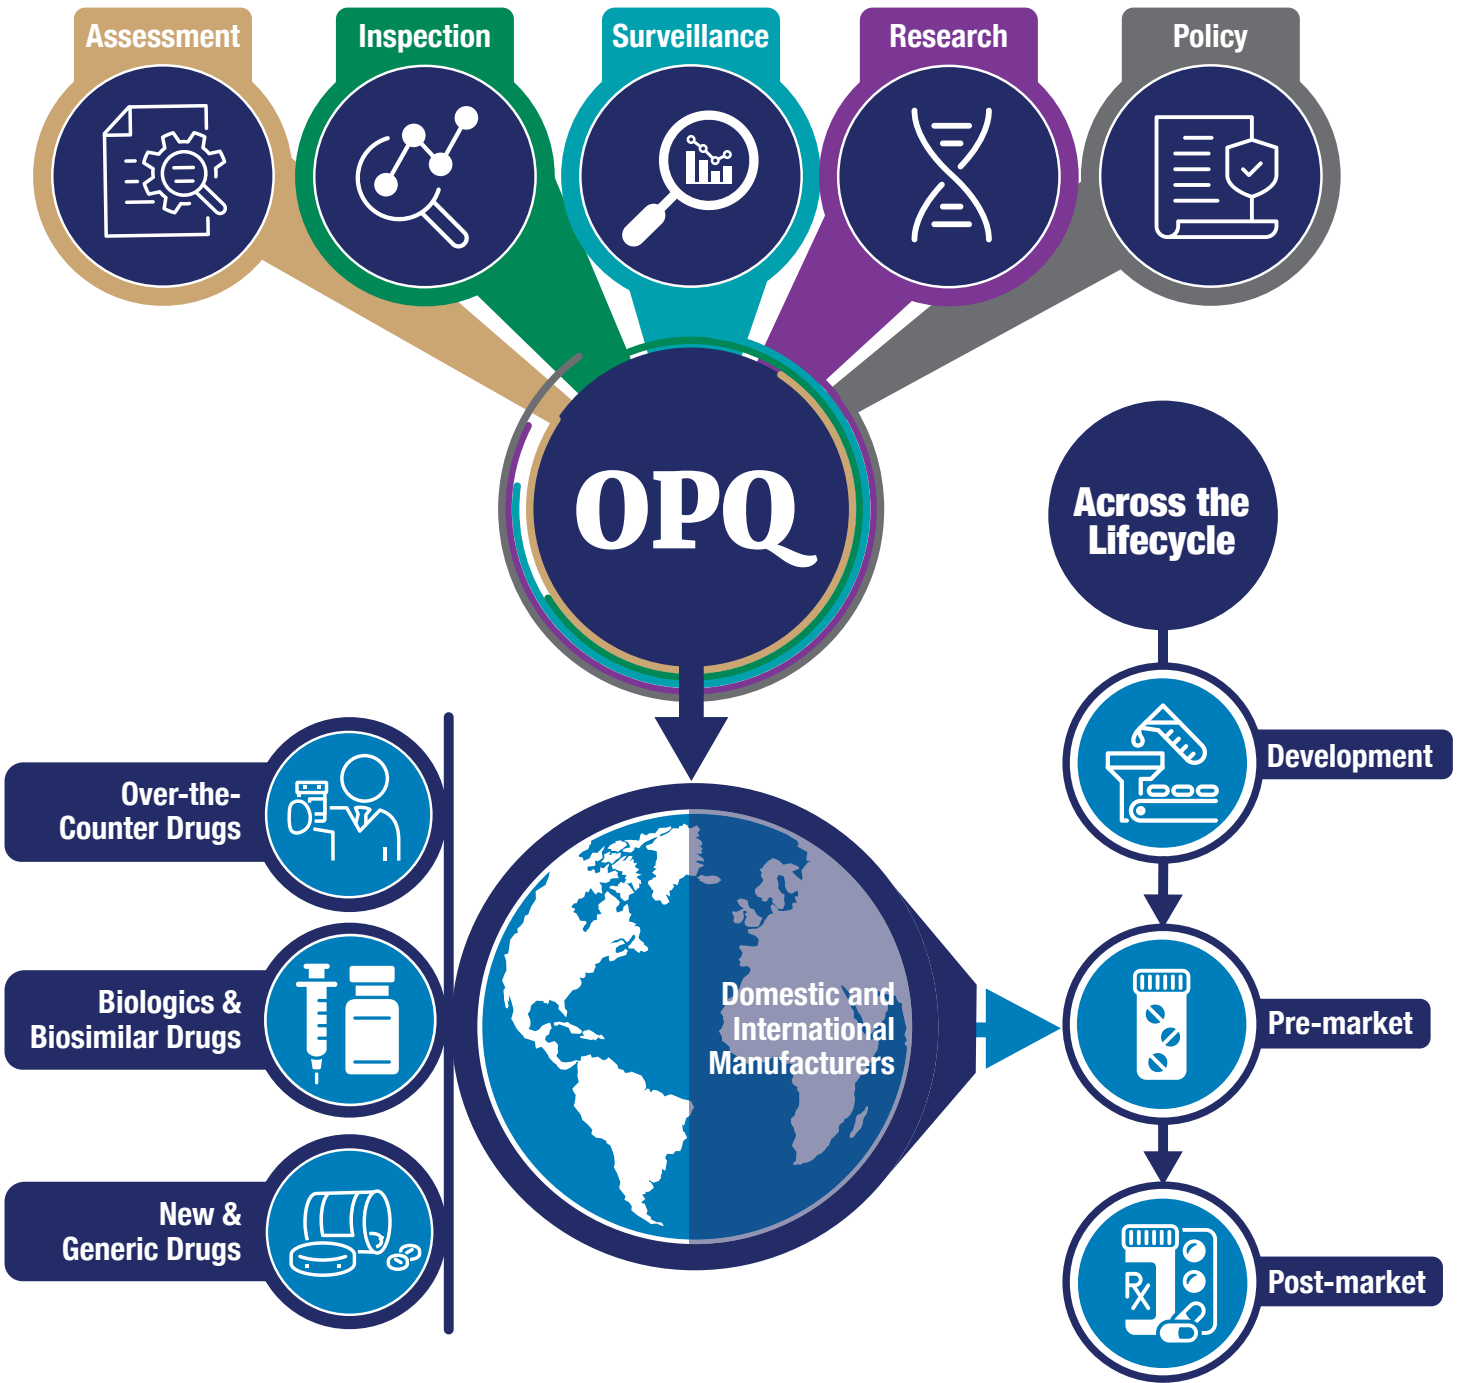 Assessment
Inspection
Surveillance
Research
Policy
OPQ
Across the
Lifecycle
Development
Over-the-
Counter Drugs
Biologics &
Biosimilar Drugs
Domestic and
International
Manufacturers
Pre-market
New &
Generic Drugs
Post-market
Rx